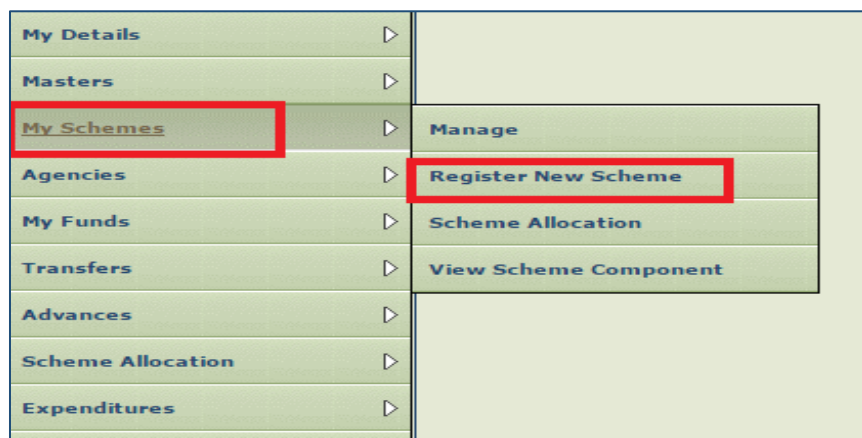 My Details
Masters
My Schemes
Manage
Agencies
Register New Scheme
My Funds
Scheme Allocation
Transfers
View Scheme Component
Advances
Scheme Allocation
Expenditures